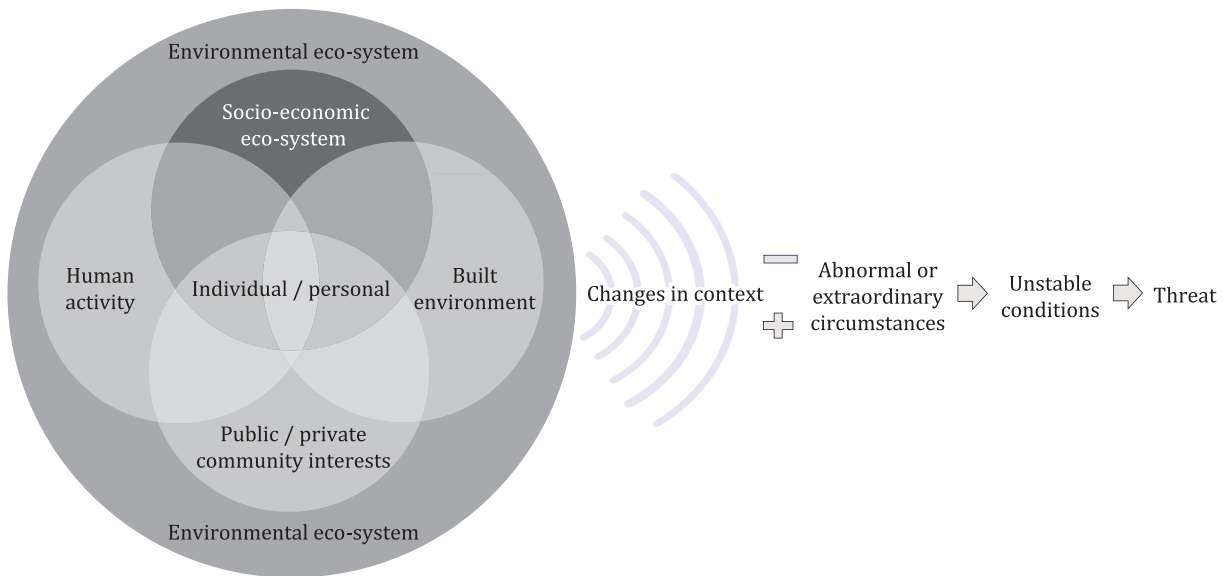 Environmental eco-system
Socio-economic
eco-system
Human
activity
Individual / personal
Built
environment
Public / private
community interests
Environmental eco-system
Changes in context
Abnormal or
extraordinary
circumstances
Unstable
conditions
Threat